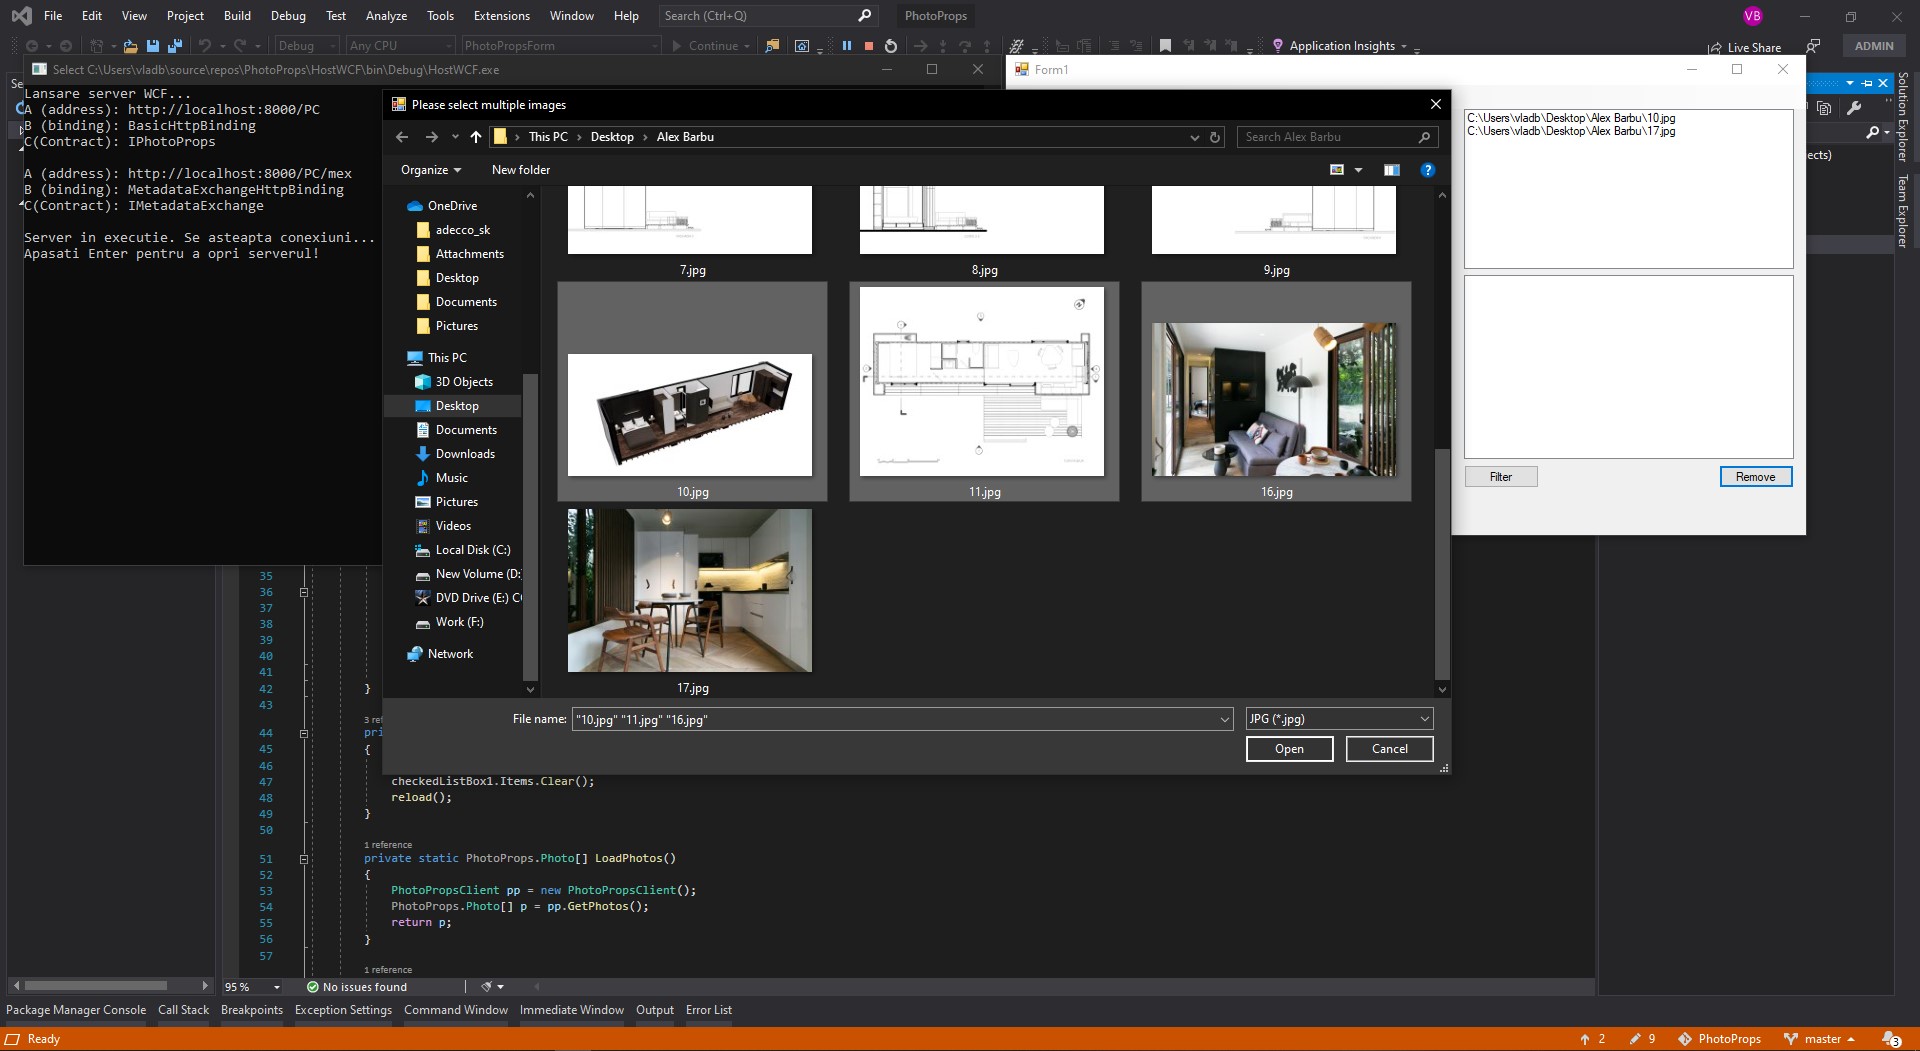 File Edit View Project Build Debug Test Analyze Tools Extensions Window Help Search (Ctrl+Q) PhotoProps VB
Debug Any CPU PhotoPropsForm Continue Application Insights Live Share ADMIN
Select C:\Users\vladb\source\repos\PhotoProps\HostWCF\bin\Debug\HostWCF.exe
Lansare server WCF...
A (address): http://localhost:8000/PC
B (binding): BasicHttpBinding
C(Contract): IPhotoProps
A (address): http://localhost:8000/PC/mex
B (binding): MetadataExchangeHttpBinding
C(Contract): IMetadataExchange
Server in executie. Se asteapta conexiuni...
Apasati Enter pentru a opri serverul!
Please select multiple images
This PC Desktop Alex Barbu Search Alex Barbu
Organize New folder
OneDrive
adecco_sk
Attachments
Desktop
Documents
Pictures
This PC
3D Objects
Desktop
Documents
Downloads
Music
Pictures
Videos
Local Disk (C:)
New Volume (D:
DVD Drive (E:)
Work (F:)
Network
7.jpg 8.jpg 9.jpg
10.jpg 11.jpg 16.jpg
17.jpg
File name: "10.jpg" "11.jpg" "16.jpg" JPG (*.jpg)
Open Cancel
Form1
C:\Users\vladb\Desktop\Alex Barbu\10.jpg
C:\Users\vladb\Desktop\Alex Barbu\17.jpg
Filter Remove
ects)
Solution Explorer
Team Explorer
35
36
37
38
39
40
41
42 }
43
3 ref
44 pri
45 {
46
47 checkedListBox1.Items.Clear();
48 reload();
49 }
50
1 reference
51 private static PhotoProps.Photo[] LoadPhotos()
52 {
53 PhotoPropsClient pp = new PhotoPropsClient();
54 PhotoProps.Photo[] p = pp.GetPhotos();
55 return p;
56 }
57
1 reference
95 % No issues found
Package Manager Console Call Stack Breakpoints Exception Settings Command Window Immediate Window Output Error List
Ready 2 9 PhotoProps master 3